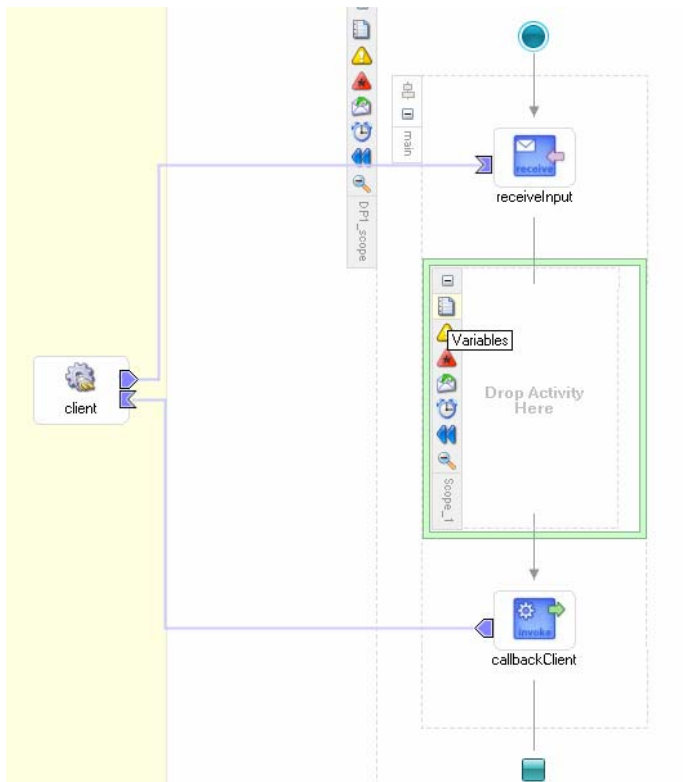 main
receive
receiveInput
DP1_scope
Variables
Drop Activity
Here
client
Scope_1
invoke
callbackClient